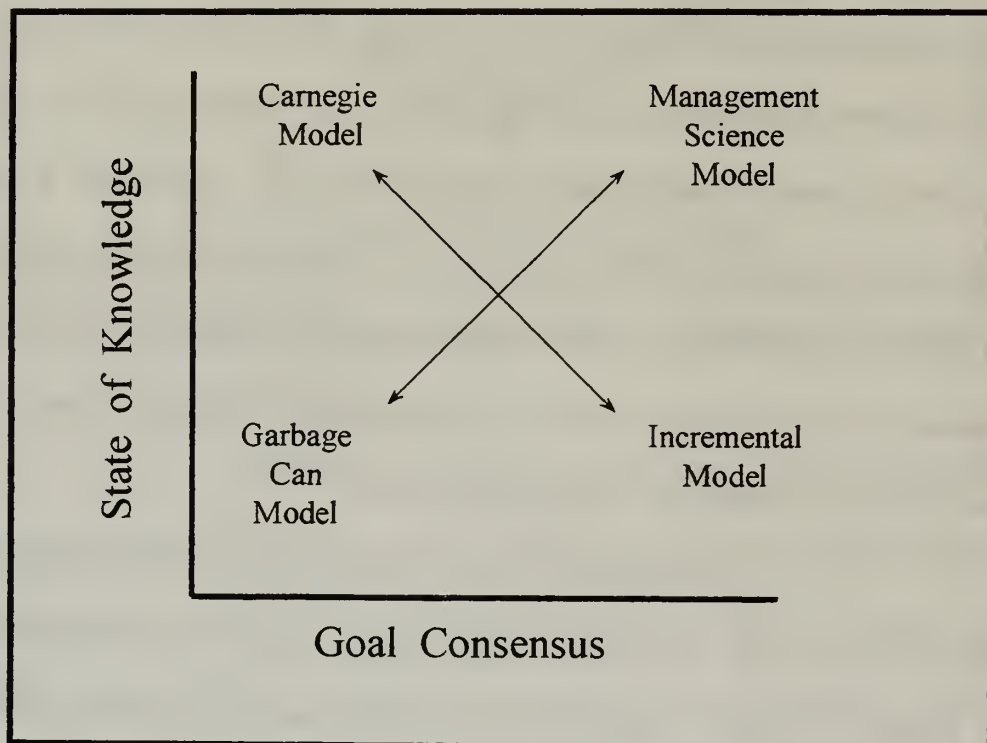 Carnegie
Model
Management
Science
Model
State of Knowledge
Garbage
Can
Model
Incremental
Model
Goal Consensus